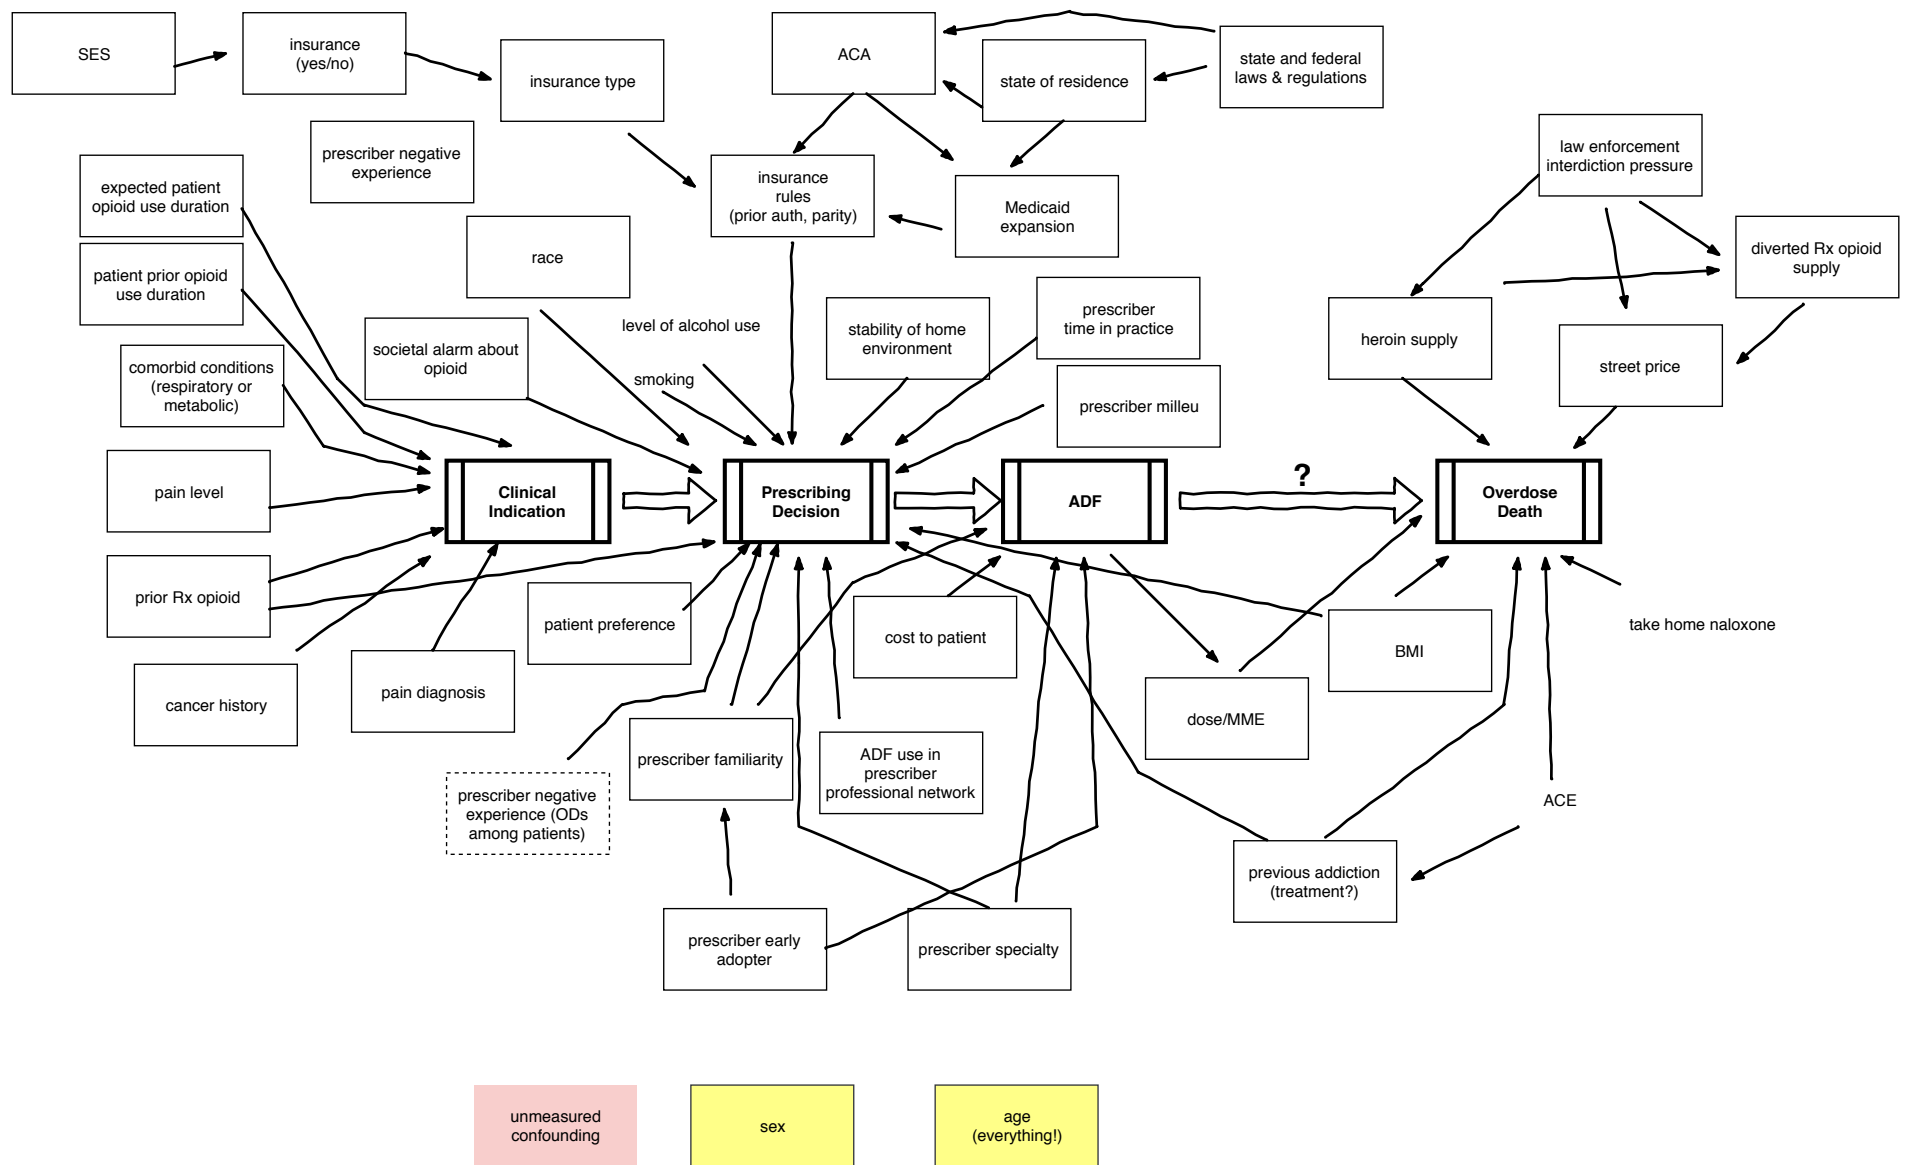 SES
insurance
(yes/no)
insurance type
ACA
state of residence
state and federal
laws & regulations
prescriber negative
experience
law enforcement
interdiction pressure
expected patient
opioid use duration
insurance
rules
(prior auth, parity)
Medicaid
expansion
race
diverted Rx opioid
supply
patient prior opioid
use duration
level of alcohol use
stability of home
environment
prescriber
time in practice
heroin supply
societal alarm about
opioid
smoking
street price
comorbid conditions
(respiratory or
metabolic)
prescriber milleu
pain level
Clinical
Indication
Prescribing
Decision
ADF
?
Overdose
Death
prior Rx opioid
patient preference
cost to patient
take home naloxone
BMI
cancer history
pain diagnosis
dose/MME
prescriber familiarity
ADF use in
prescriber
professional network
prescriber negative
experience (ODs
among patients)
ACE
previous addiction
(treatment?)
prescriber early
adopter
prescriber specialty
unmeasured
confounding
sex
age
(everything!)